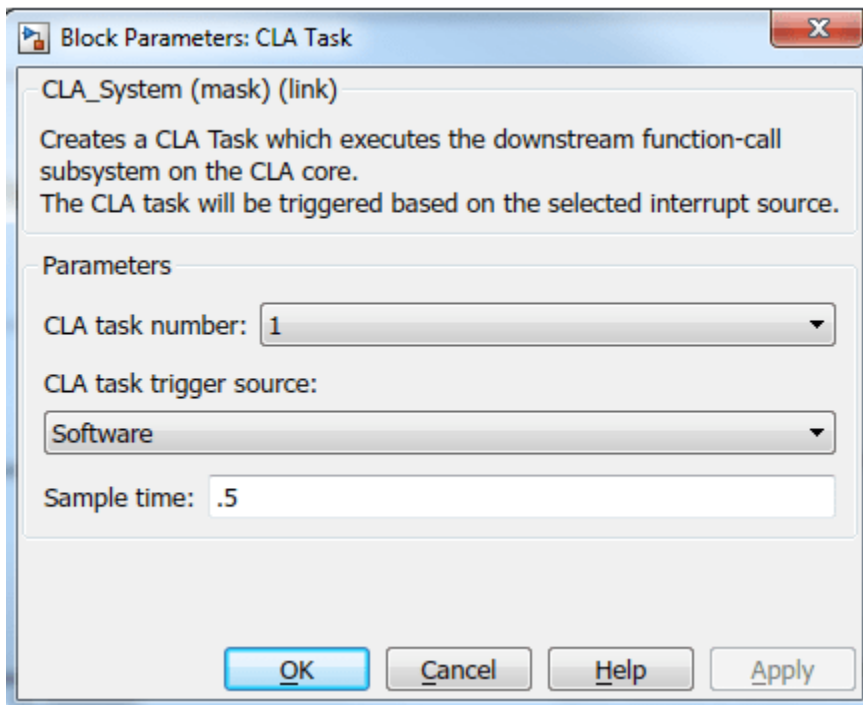 Block Parameters: CLA Task
CLA_System (mask) (link)
Creates a CLA Task which executes the downstream function-call
subsystem on the CLA core.
The CLA task will be triggered based on the selected interrupt source.
Parameters
CLA task number: 1
CLA task trigger source:
Software
Sample time: .5
OK Cancel Help Apply